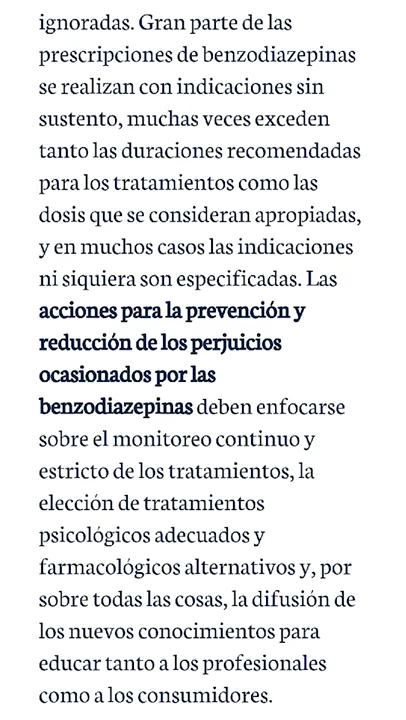 ignoradas. Gran parte de las
prescripciones de benzodiazepinas
se realizan con indicaciones sin
sustento, muchas veces exceden
tanto las duraciones recomendadas
para los tratamientos como las
dosis que se consideran apropiadas,
y en muchos casos las indicaciones
ni siquiera son especificadas. Las
acciones para la prevención y
reducción de los perjuicios
ocasionados por las
benzodiazepinas deben enfocarse
sobre el monitoreo continuo y
estricto de los tratamientos, la
elección de tratamientos
psicológicos adecuados y
farmacológicos alternativos y, por
sobre todas las cosas, la difusión de
los nuevos conocimientos para
educar tanto a los profesionales
como a los consumidores.